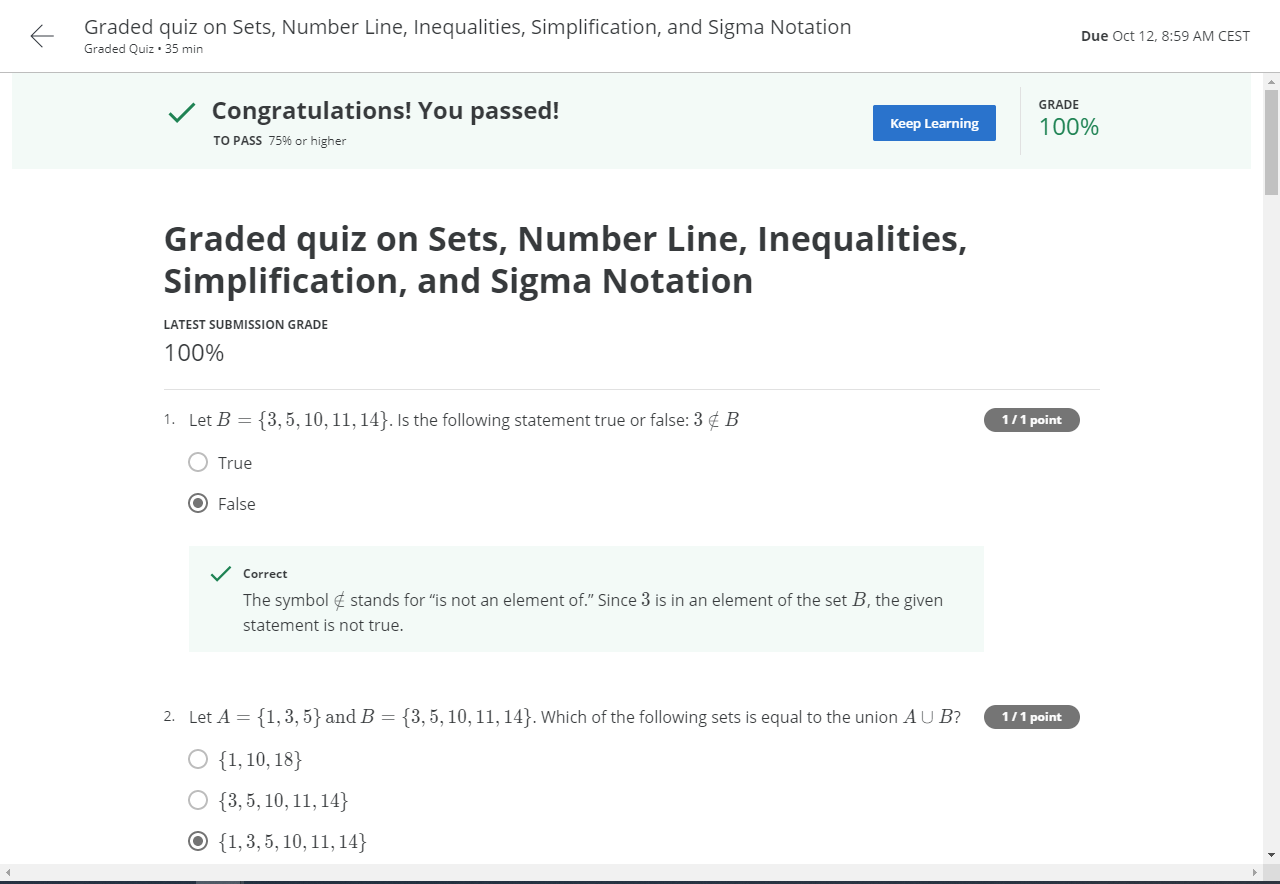 Graded quiz on Sets, Number Line, Inequalities, Simplification, and Sigma Notation
Graded Quiz • 35 min
Due Oct 12, 8:59 AM CEST
Congratulations! You passed!
TO PASS 75% or higher
Keep Learning
GRADE
100%
Graded quiz on Sets, Number Line, Inequalities,
Simplification, and Sigma Notation
LATEST SUBMISSION GRADE
100%
1. Let B = {3, 5, 10, 11, 14}. Is the following statement true or false: 3 ∉ B
1 / 1 point
True
False
Correct
The symbol ∉ stands for “is not an element of.” Since 3 is in an element of the set B, the given
statement is not true.
2. Let A = {1, 3, 5} and B = {3, 5, 10, 11, 14}. Which of the following sets is equal to the union A ∪ B?
1 / 1 point
{1, 10, 18}
{3, 5, 10, 11, 14}
{1, 3, 5, 10, 11, 14}